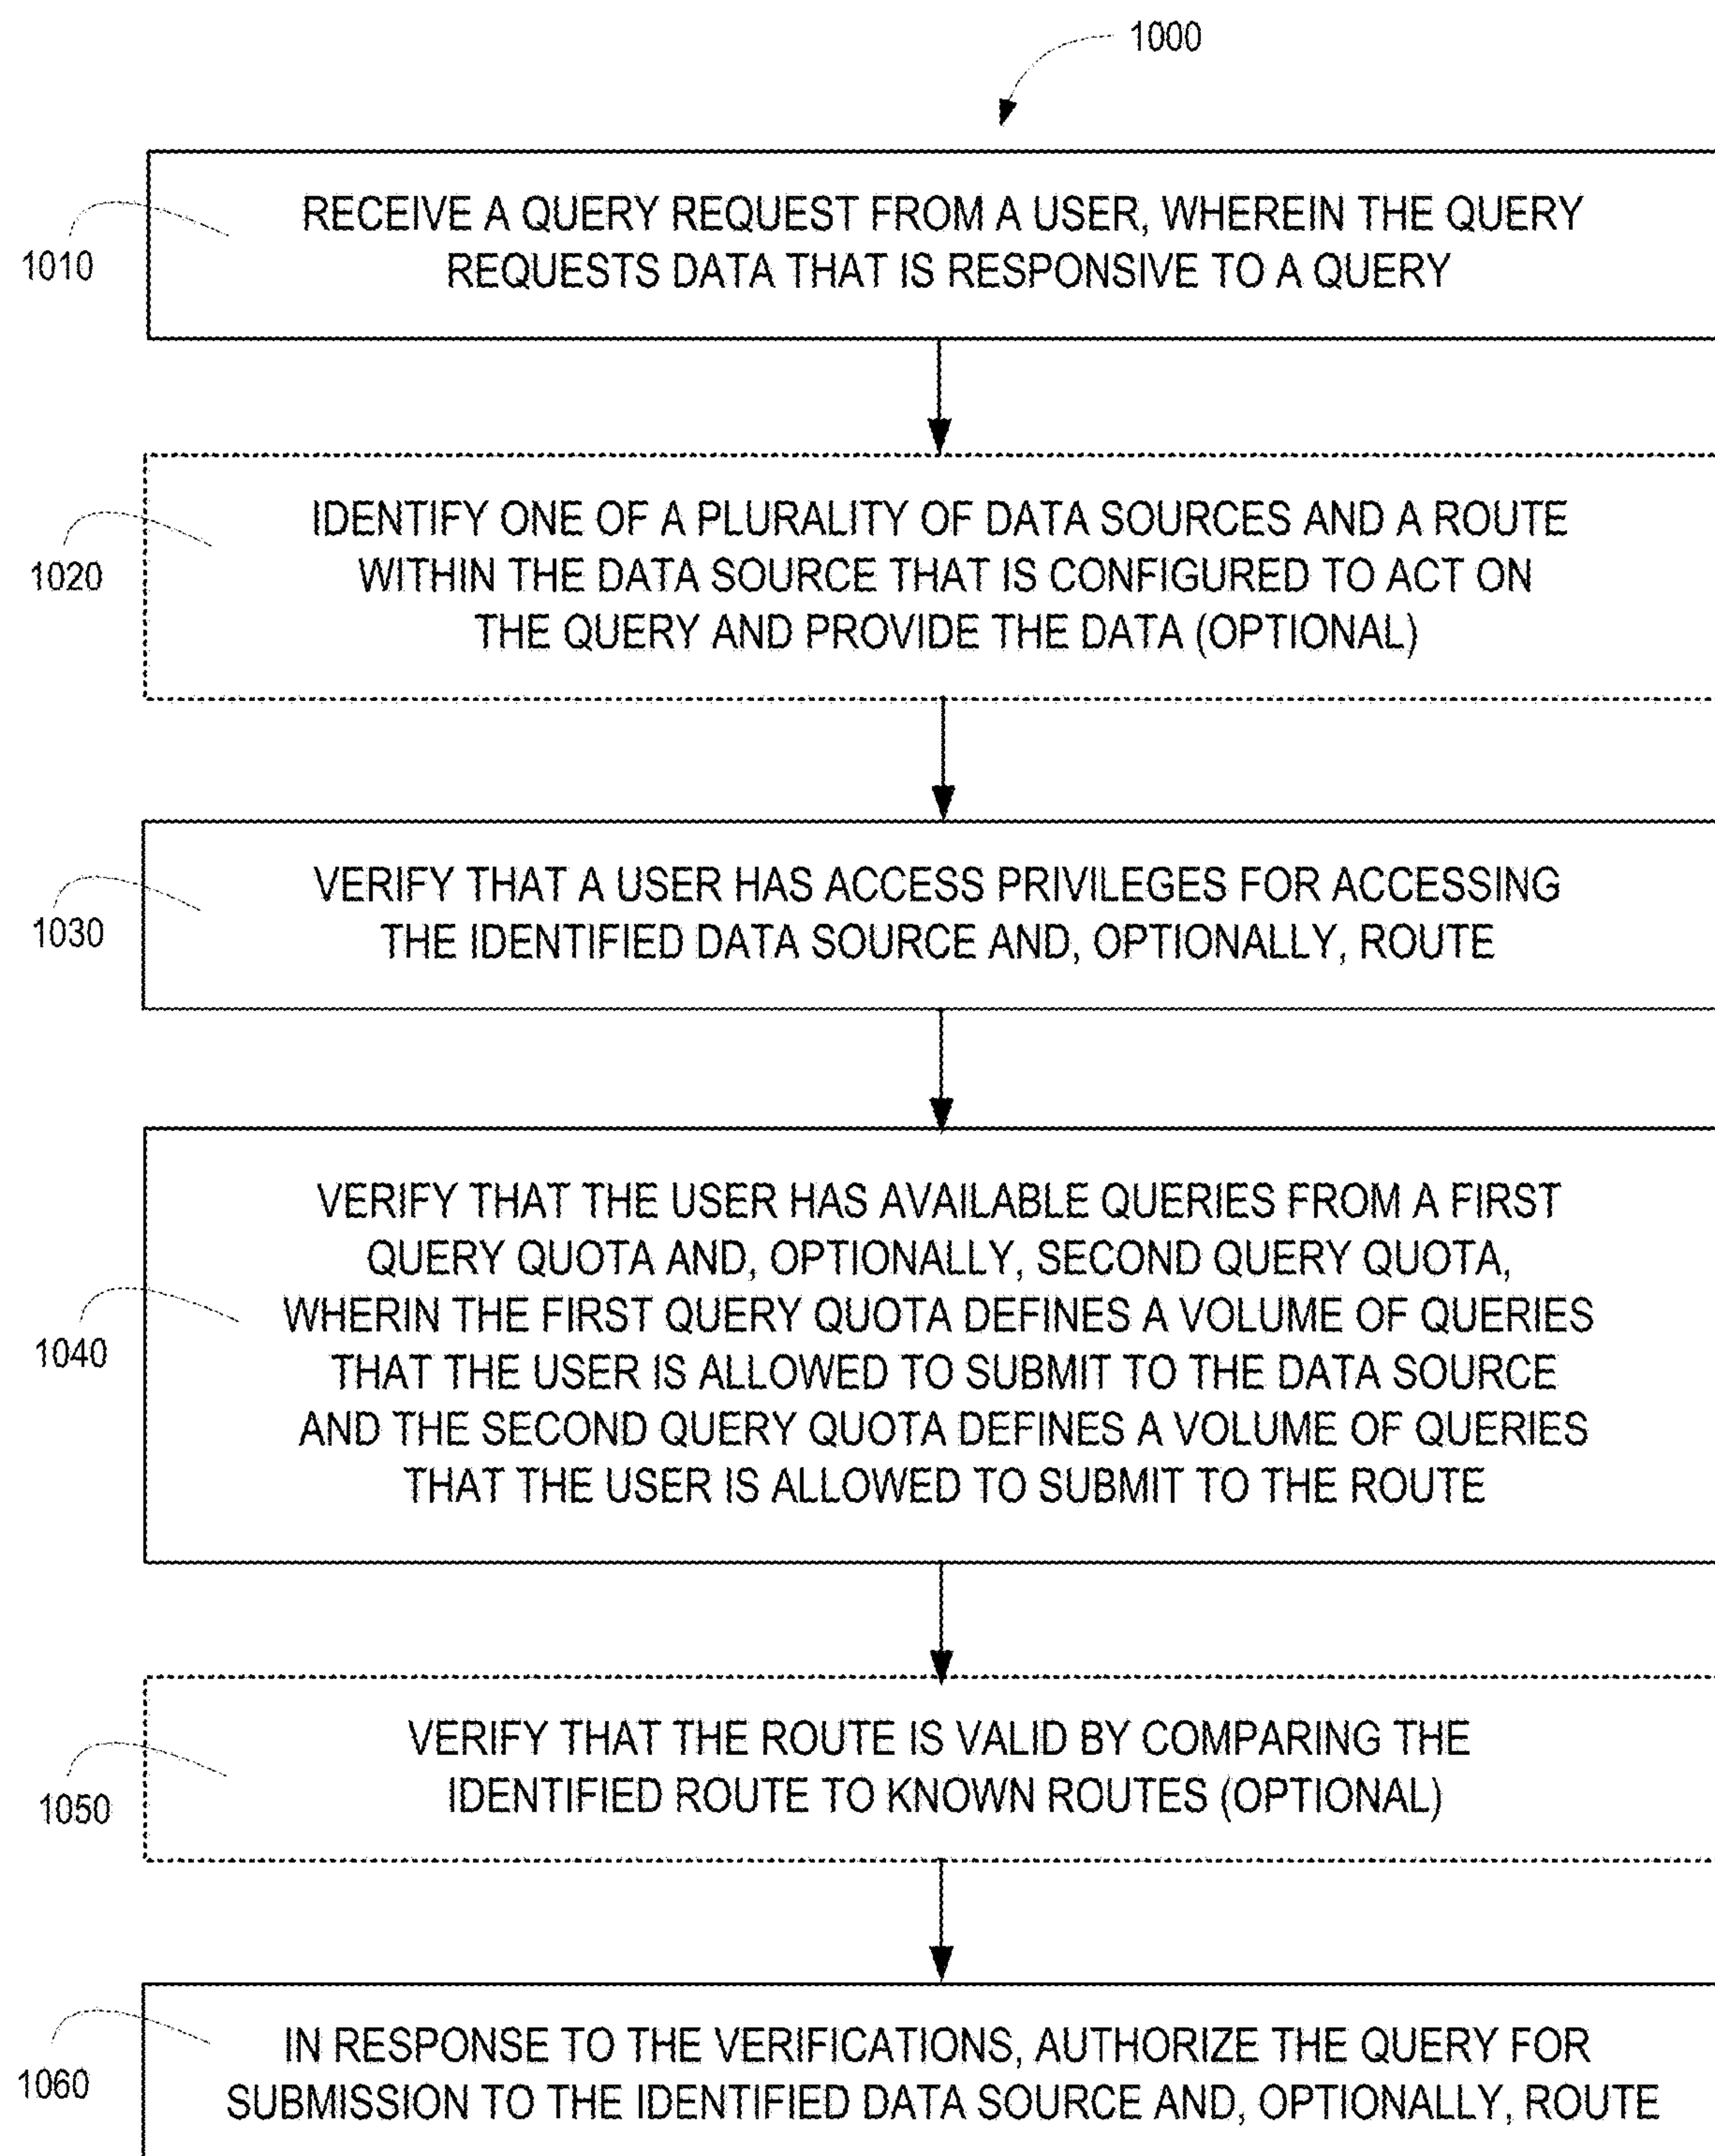 1000
RECEIVE A QUERY REQUEST FROM A USER, WHEREIN THE QUERY
REQUESTS DATA THAT IS RESPONSIVE TO A QUERY
1010
IDENTIFY ONE OF A PLURALITY OF DATA SOURCES AND A ROUTE
WITHIN THE DATA SOURCE THAT IS CONFIGURED TO ACT ON
THE QUERY AND PROVIDE THE DATA (OPTIONAL)
1020
VERIFY THAT A USER HAS ACCESS PRIVILEGES FOR ACCESSING
THE IDENTIFIED DATA SOURCE AND, OPTIONALLY, ROUTE
1030
VERIFY THAT THE USER HAS AVAILABLE QUERIES FROM A FIRST
QUERY QUOTA AND, OPTIONALLY, SECOND QUERY QUOTA,
WHERIN THE FIRST QUERY QUOTA DEFINES A VOLUME OF QUERIES
THAT THE USER IS ALLOWED TO SUBMIT TO THE DATA SOURCE
AND THE SECOND QUERY QUOTA DEFINES A VOLUME OF QUERIES
THAT THE USER IS ALLOWED TO SUBMIT TO THE ROUTE
1040
VERIFY THAT THE ROUTE IS VALID BY COMPARING THE
IDENTIFIED ROUTE TO KNOWN ROUTES (OPTIONAL)
1050
IN RESPONSE TO THE VERIFICATIONS, AUTHORIZE THE QUERY FOR
SUBMISSION TO THE IDENTIFIED DATA SOURCE AND, OPTIONALLY, ROUTE
1060